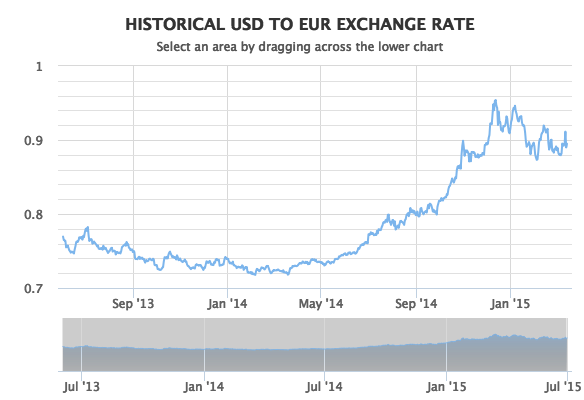 HISTORICAL USD TO EUR EXCHANGE RATE
Select an area by dragging across the lower chart
1
0.9
0.8
0.7
Sep '13 Jan '14 May '14 Sep '14 Jan '15
Jul '13 Jan '14 Jul '14 Jan '15 Jul '15